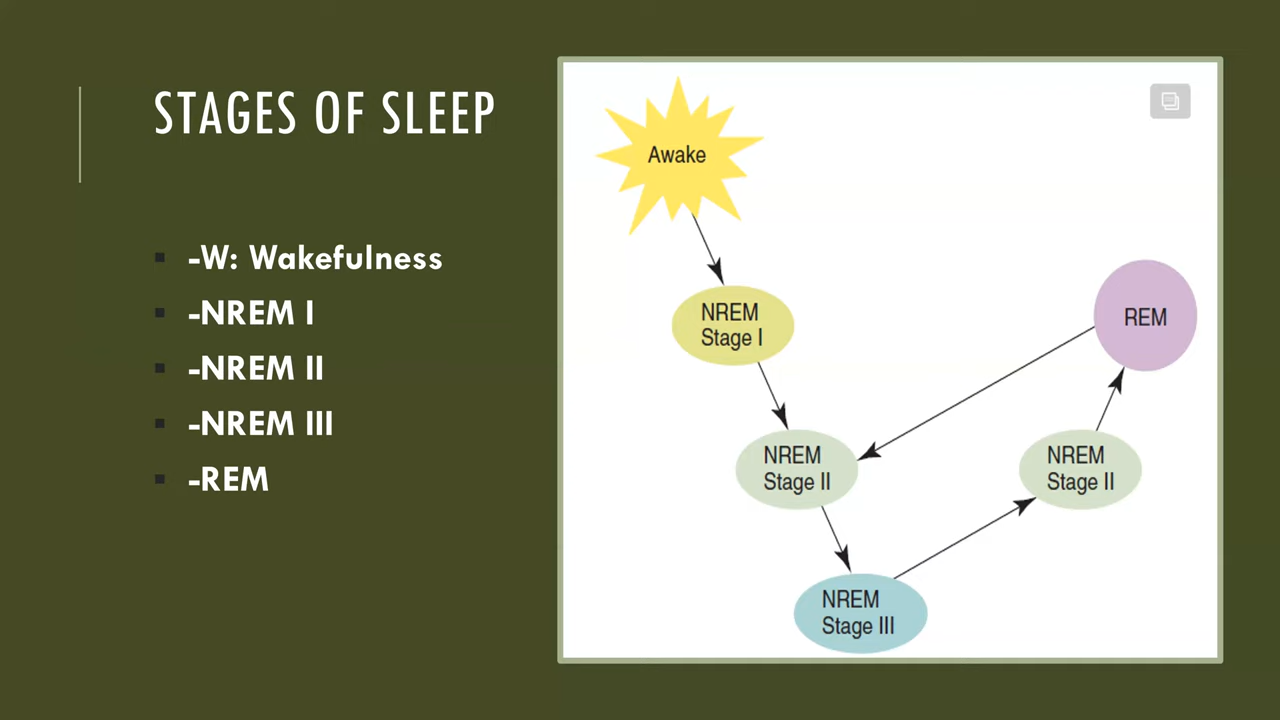 STAGES OF SLEEP
-W: Wakefulness
-NREM I
-NREM II
-NREM III
-REM
Awake
NREM
Stage I
REM
NREM
Stage II
NREM
Stage II
NREM
Stage III